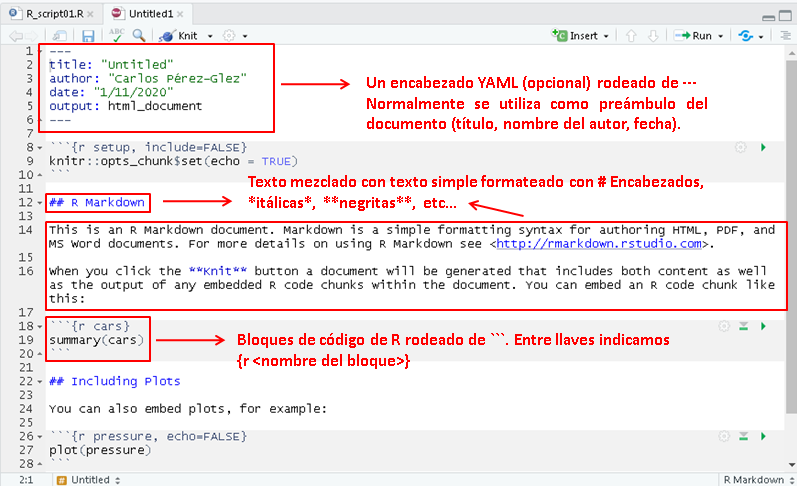 R_script01.R × Untitled1 ×
ABC Knit Insert Run
1 ---
2 title: "Untitled"
3 author: "Carlos Pérez-Glez"
4 date: "1/11/2020"
5 output: html_document
6 ---
Un encabezado YAML (opcional) rodeado de ---
Normalmente se utiliza como preámbulo del
documento (título, nombre del autor, fecha).
7
8 ```{r setup, include=FALSE}
9 knitr::opts_chunk$set(echo = TRUE)
10 ```
11
Texto mezclado con texto simple formateado con # Encabezados,
*itálicas*, **negritas**, etc...
12 ## R Markdown
13
14 This is an R Markdown document. Markdown is a simple formatting syntax for authoring HTML, PDF, and
MS Word documents. For more details on using R Markdown see <http://rmarkdown.rstudio.com>.
15
16 When you click the **Knit** button a document will be generated that includes both content as well
as the output of any embedded R code chunks within the document. You can embed an R code chunk like
this:
17
18 ```{r cars}
19 summary(cars)
20 ```
Bloques de código de R rodeado de ```. Entre llaves indicamos
{r <nombre del bloque>}
21
22 ## Including Plots
23
24 You can also embed plots, for example:
25
26 ```{r pressure, echo=FALSE}
27 plot(pressure)
28 ```
2:1 # Untitled R Markdown